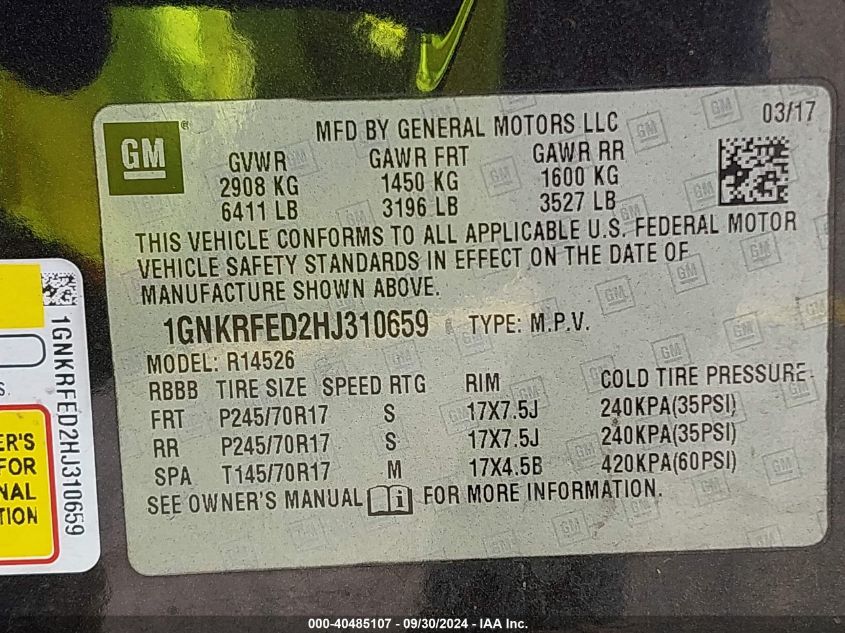 GM
®
MFD BY GENERAL MOTORS LLC
03/17
GVWR GAWR FRT GAWR RR
2908 KG 1450 KG 1600 KG
6411 LB 3196 LB 3527 LB
THIS VEHICLE CONFORMS TO ALL APPLICABLE U.S. FEDERAL MOTOR
VEHICLE SAFETY STANDARDS IN EFFECT ON THE DATE OF
MANUFACTURE SHOWN ABOVE.
1GNKRFED2HJ310659 TYPE: M.P.V.
MODEL: R14526
RBBB TIRE SIZE SPEED RTG RIM COLD TIRE PRESSURE
FRT P245/70R17 S 17X7.5J 240KPA(35PSI)
RR P245/70R17 S 17X7.5J 240KPA(35PSI)
SPA T145/70R17 M 17X4.5B 420KPA(60PSI)
SEE OWNER'S MANUAL i FOR MORE INFORMATION.
1GNKRFED2HJ310659
S.
ER'S
FOR
NAL
TION
000-40485107 - 09/30/2024 - IAA Inc.